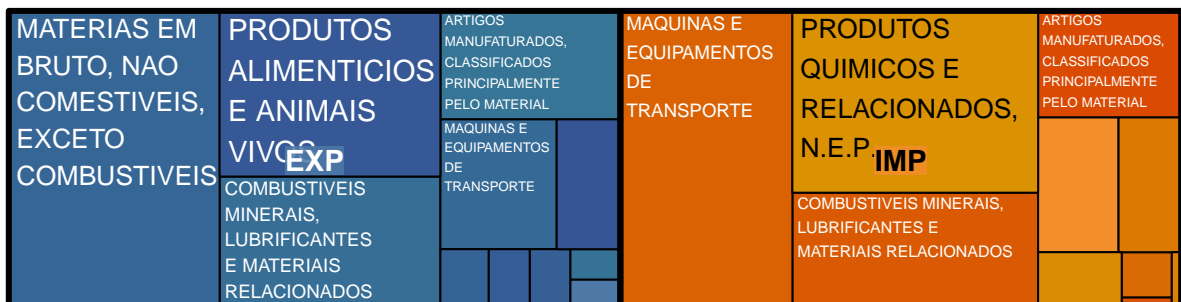 MATERIAS EM
BRUTO, NAO
COMESTIVEIS,
EXCETO
COMBUSTIVEIS
PRODUTOS
ALIMENTICIOS
E ANIMAIS
VIVOS
EXP
COMBUSTIVEIS
MINERAIS,
LUBRIFICANTES
E MATERIAIS
RELACIONADOS
ARTIGOS
MANUFATURADOS,
CLASSIFICADOS
PRINCIPALMENTE
PELO MATERIAL
MAQUINAS E
EQUIPAMENTOS
DE
TRANSPORTE
MAQUINAS E
EQUIPAMENTOS
DE
TRANSPORTE
PRODUTOS
QUIMICOS E
RELACIONADOS,
N.E.P.
IMP
COMBUSTIVEIS MINERAIS,
LUBRIFICANTES E
MATERIAIS RELACIONADOS
ARTIGOS
MANUFATURADOS,
CLASSIFICADOS
PRINCIPALMENTE
PELO MATERIAL